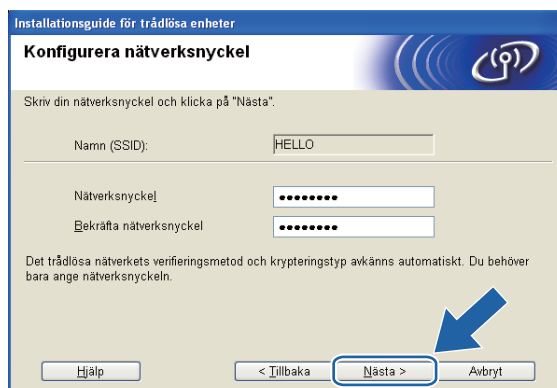 Installationsguide för trådlösa enheter
Konfigurera nätverksnyckel
Skriv din nätverksnyckel och klicka på "Nästa".
Namn (SSID): HELLO
Nätverksnyckel ••••••••
Bekräfta nätverksnyckel ••••••••
Det trådlösa nätverkets verifieringsmetod och krypteringstyp avkänns automatiskt. Du behöver
bara ange nätverksnyckeln.
Hjälp < Tillbaka Nästa > Avbryt